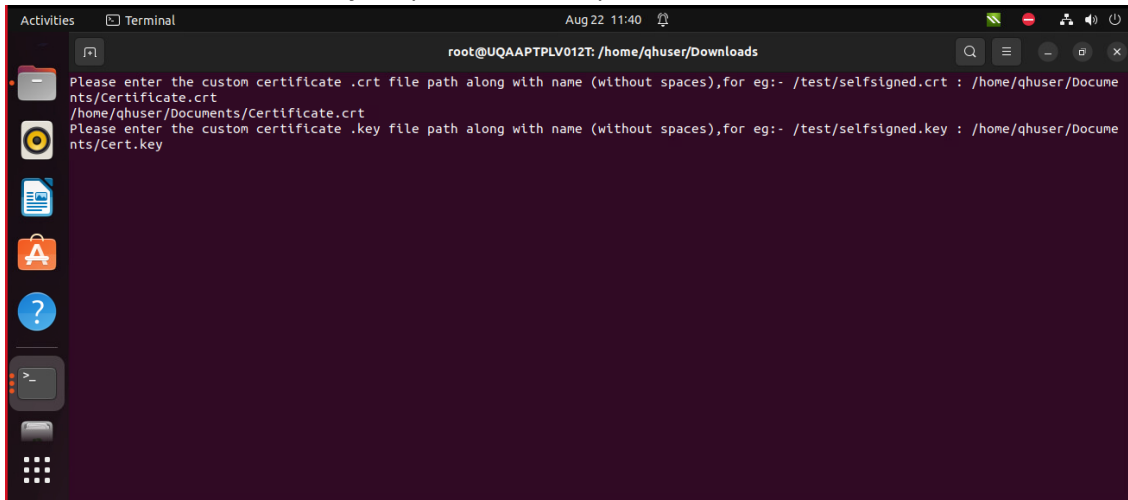 Activities
Terminal
Aug 22 11:40
root@UQAAPTPLV012T: /home/qhuser/Downloads
Please enter the custom certificate .crt file path along with name (without spaces),for eg:- /test/selfsigned.crt : /home/qhuser/Docume
nts/Certificate.crt
/home/qhuser/Documents/Certificate.crt
Please enter the custom certificate .key file path along with name (without spaces),for eg:- /test/selfsigned.key : /home/qhuser/Docume
nts/Cert.key